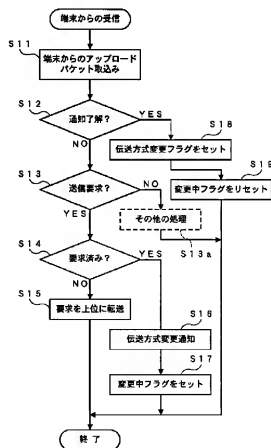 端末からの受信
S11
端末からのアップロード
パケット取込み
S12
通知了解?
YES
S18
NO
伝送方式変更フラグをセット
S19
S13
送信要求?
NO
変更中フラグをリセット
YES
その他の処理
S14
S13a
要求済み?
YES
NO
S15
要求を上位に転送
S16
伝送方式変更通知
S17
変更中フラグをセット
終了